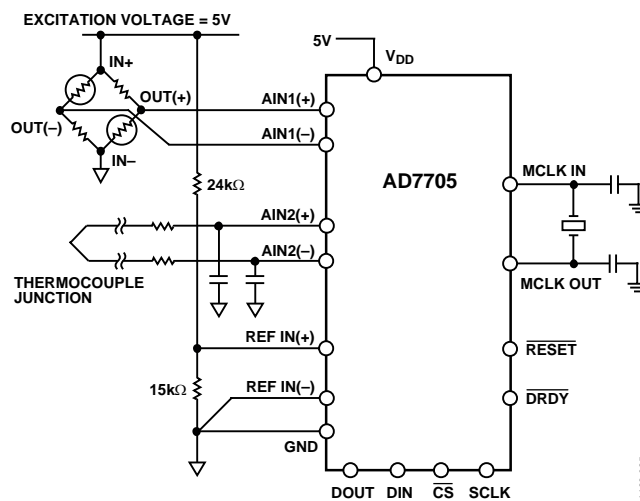 EXCITATION VOLTAGE = 5V
5V
VDD
IN+
OUT(+)
AIN1(+)
OUT(–)
AIN1(–)
IN–
AD7705
MCLK IN
24kΩ
AIN2(+)
AIN2(–)
THERMOCOUPLE
JUNCTION
MCLK OUT
REF IN(+)
RESET
15kΩ
REF IN(–)
DRDY
GND
DOUT DIN CS SCLK